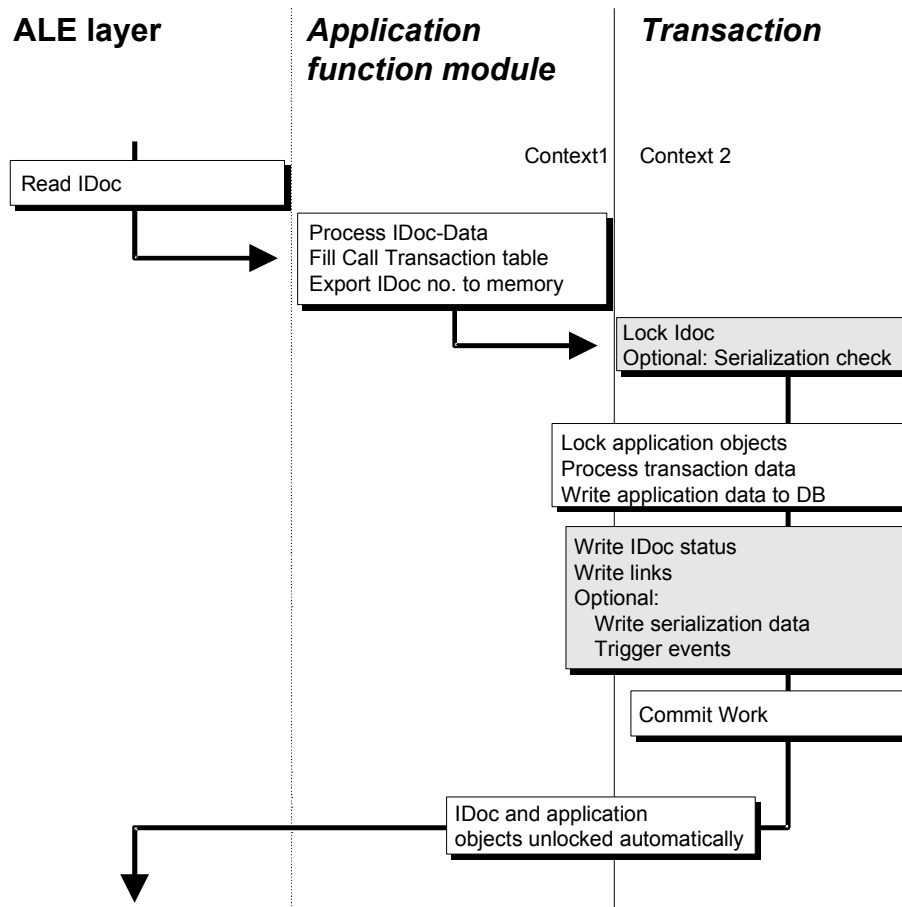 ALE layer
Application
function module
Transaction
Context1
Context 2
Read IDoc
Process IDoc-Data
Fill Call Transaction table
Export IDoc no. to memory
Lock Idoc
Optional: Serialization check
Lock application objects
Process transaction data
Write application data to DB
Write IDoc status
Write links
Optional:
Write serialization data
Trigger events
Commit Work
IDoc and application
objects unlocked automatically